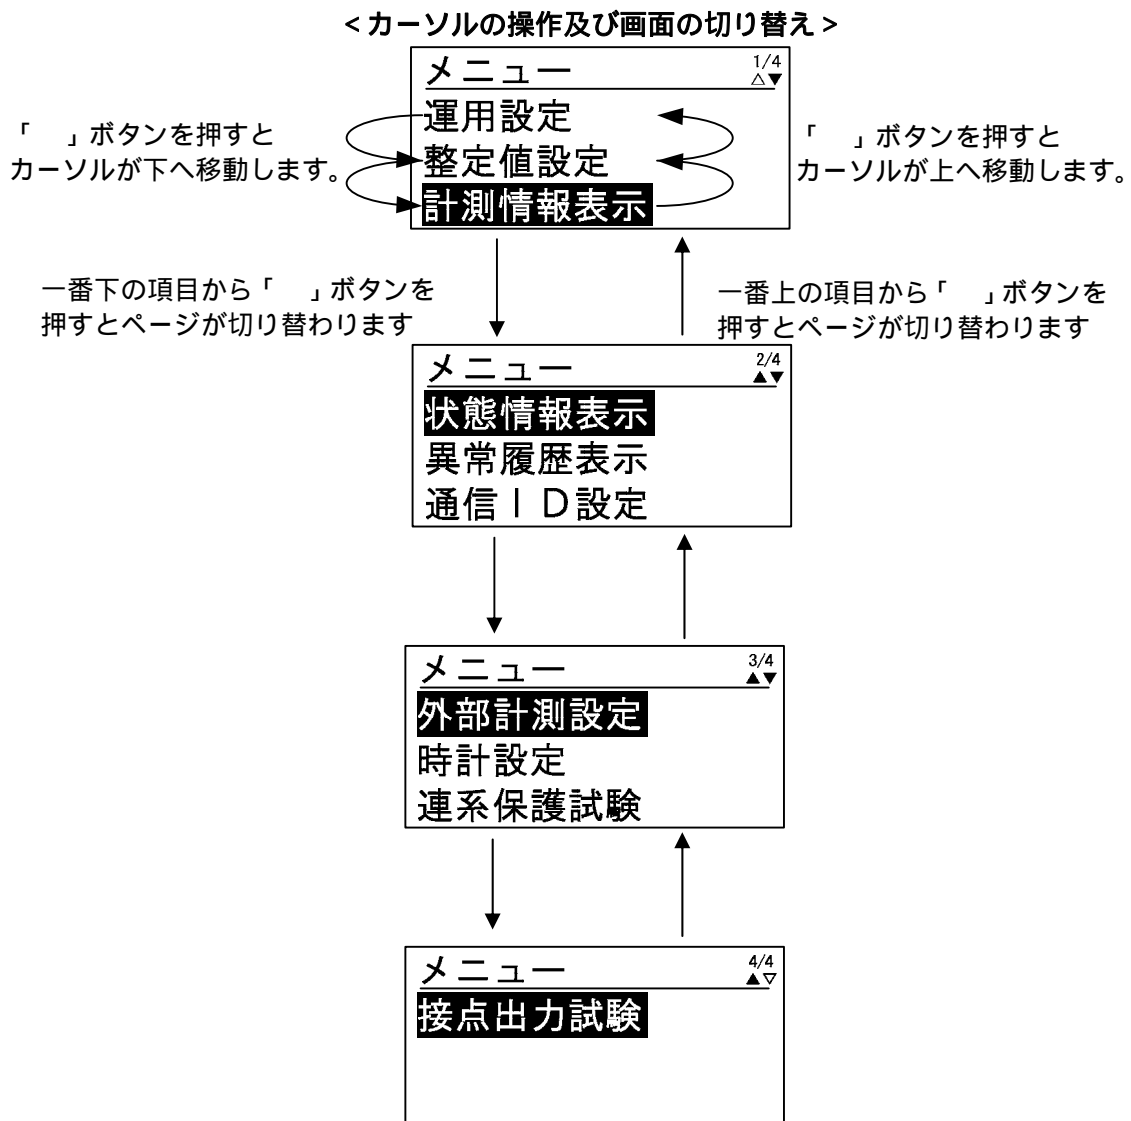 ＜カーソルの操作及び画面の切り替え＞
メニュー 1/4
△▼
運用設定
整定値設定
計測情報表示
「　」ボタンを押すと
カーソルが下へ移動します。
「　」ボタンを押すと
カーソルが上へ移動します。
一番下の項目から「　」ボタンを
押すとページが切り替わります
一番上の項目から「　」ボタンを
押すとページが切り替わります
メニュー 2/4
▲▼
状態情報表示
異常履歴表示
通信ＩＤ設定
メニュー 3/4
▲▼
外部計測設定
時計設定
連系保護試験
メニュー 4/4
▲▽
接点出力試験